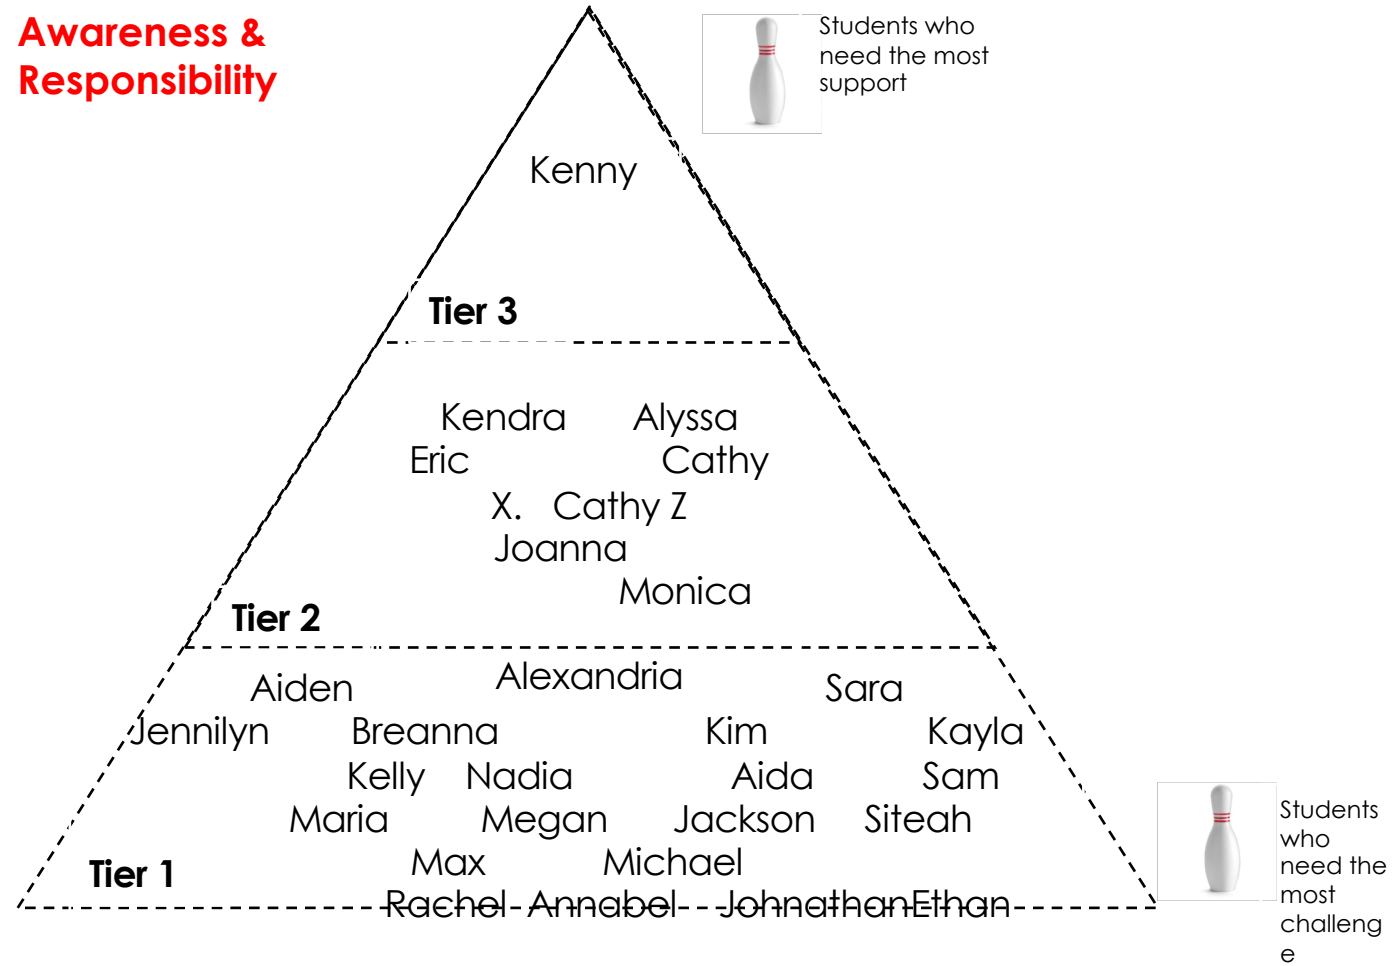 Awareness &
Responsibility
Students who
need the most
support
Kenny
Tier 3
Kendra Alyssa
Eric Cathy
X. Cathy Z
Joanna
Monica
Tier 2
Alexandria
Aiden Sara
Jennilyn Breanna Kim Kayla
Kelly Nadia Aida Sam
Maria Megan Jackson Siteah
Max Michael
Tier 1
Rachel Annabel Johnathan Ethan
Students
who
need the
most
challeng
e